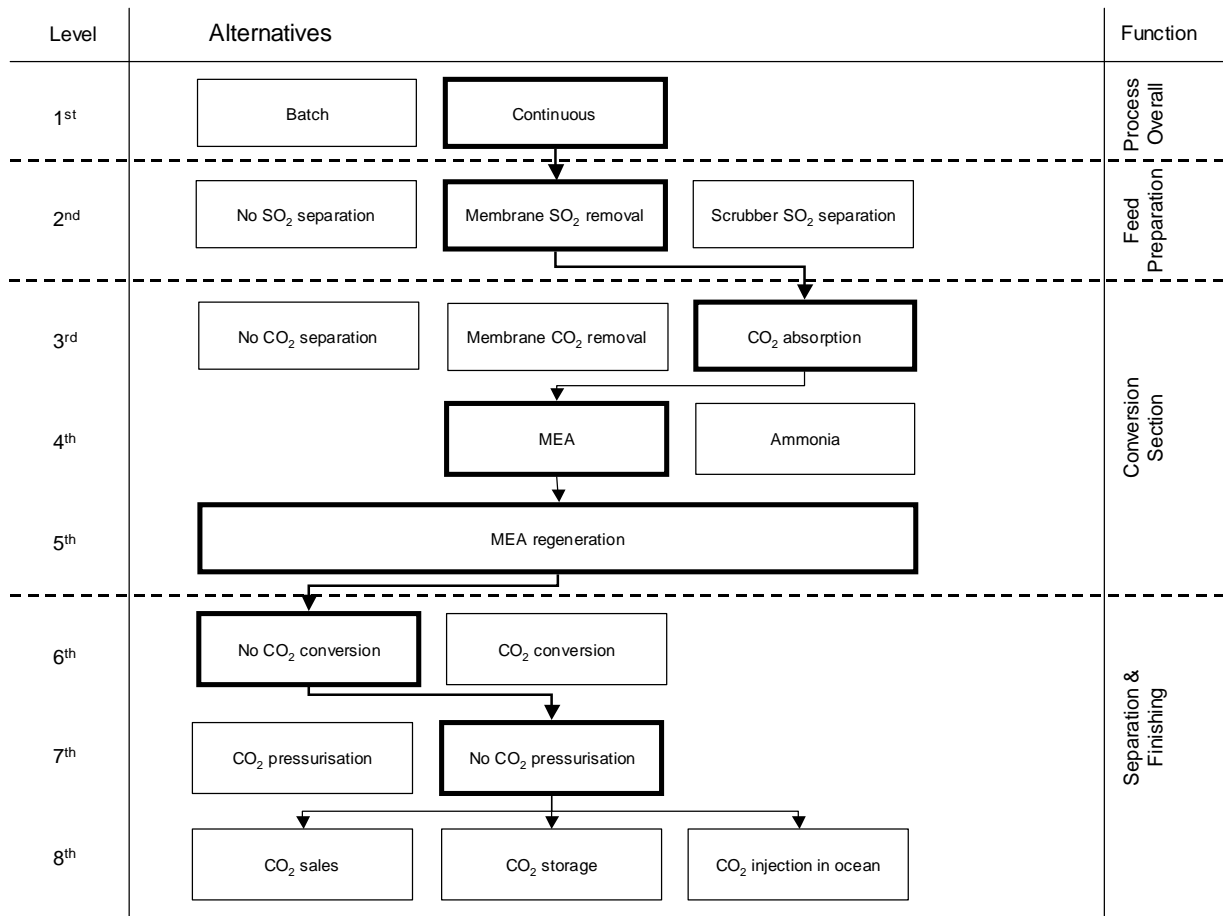 Level Alternatives Function
1st Batch Continuous
Process
Overall
2nd No SO₂ separation Membrane SO₂ removal Scrubber SO₂ separation
Feed
Preparation
3rd No CO₂ separation Membrane CO₂ removal CO₂ absorption
4th MEA Ammonia
Conversion
Section
5th MEA regeneration
6th No CO₂ conversion CO₂ conversion
7th CO₂ pressurisation No CO₂ pressurisation
Separation &
Finishing
8th CO₂ sales CO₂ storage CO₂ injection in ocean